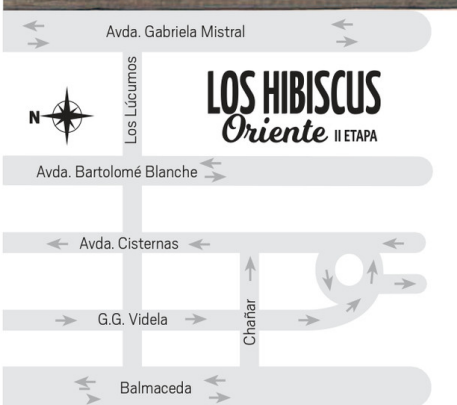 Avda. Gabriela Mistral
Los Lúcumos
N
LOS HIBISCUS
Oriente II ETAPA
Avda. Bartolomé Blanche
Avda. Cisternas
G.G. Videla
Chañar
Balmaceda